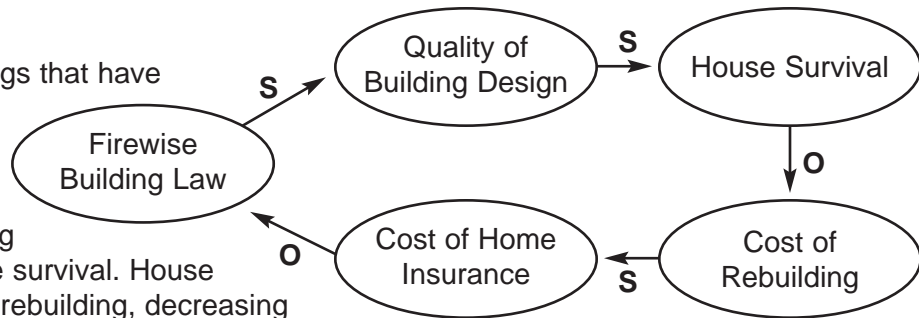 Quality of
Building Design
S
House Survival
gs that have
S
Firewise
Building Law
O
Cost of Home
Insurance
O
Cost of
Rebuilding
S
survival. House
rebuilding, decreasing